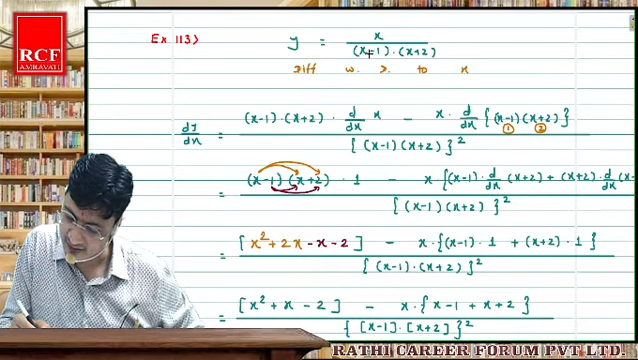 RCF
AMRAVATI
Ex 113)
y = x / (x-1)·(x+2)
Diff w. r. to x
dy/dx = (x-1)·(x+2)· d/dx x - x· d/dx {(x-1)(x+2)} / {(x-1)(x+2)}²
① ②
= (x-1)(x+2)·1 - x{(x-1)· d/dx (x+2) + (x+2)· d/dx (x- / {(x-1)(x+2)}²
= [x²+2x-x-2] - x·{(x-1)·1 + (x+2)·1} / {(x-1)·(x+2)}²
= [x²+x-2] - x·{x-1+x+2} / {[x-1]·[x+2]}²
RATHI CAREER FORUM PVT LTD.